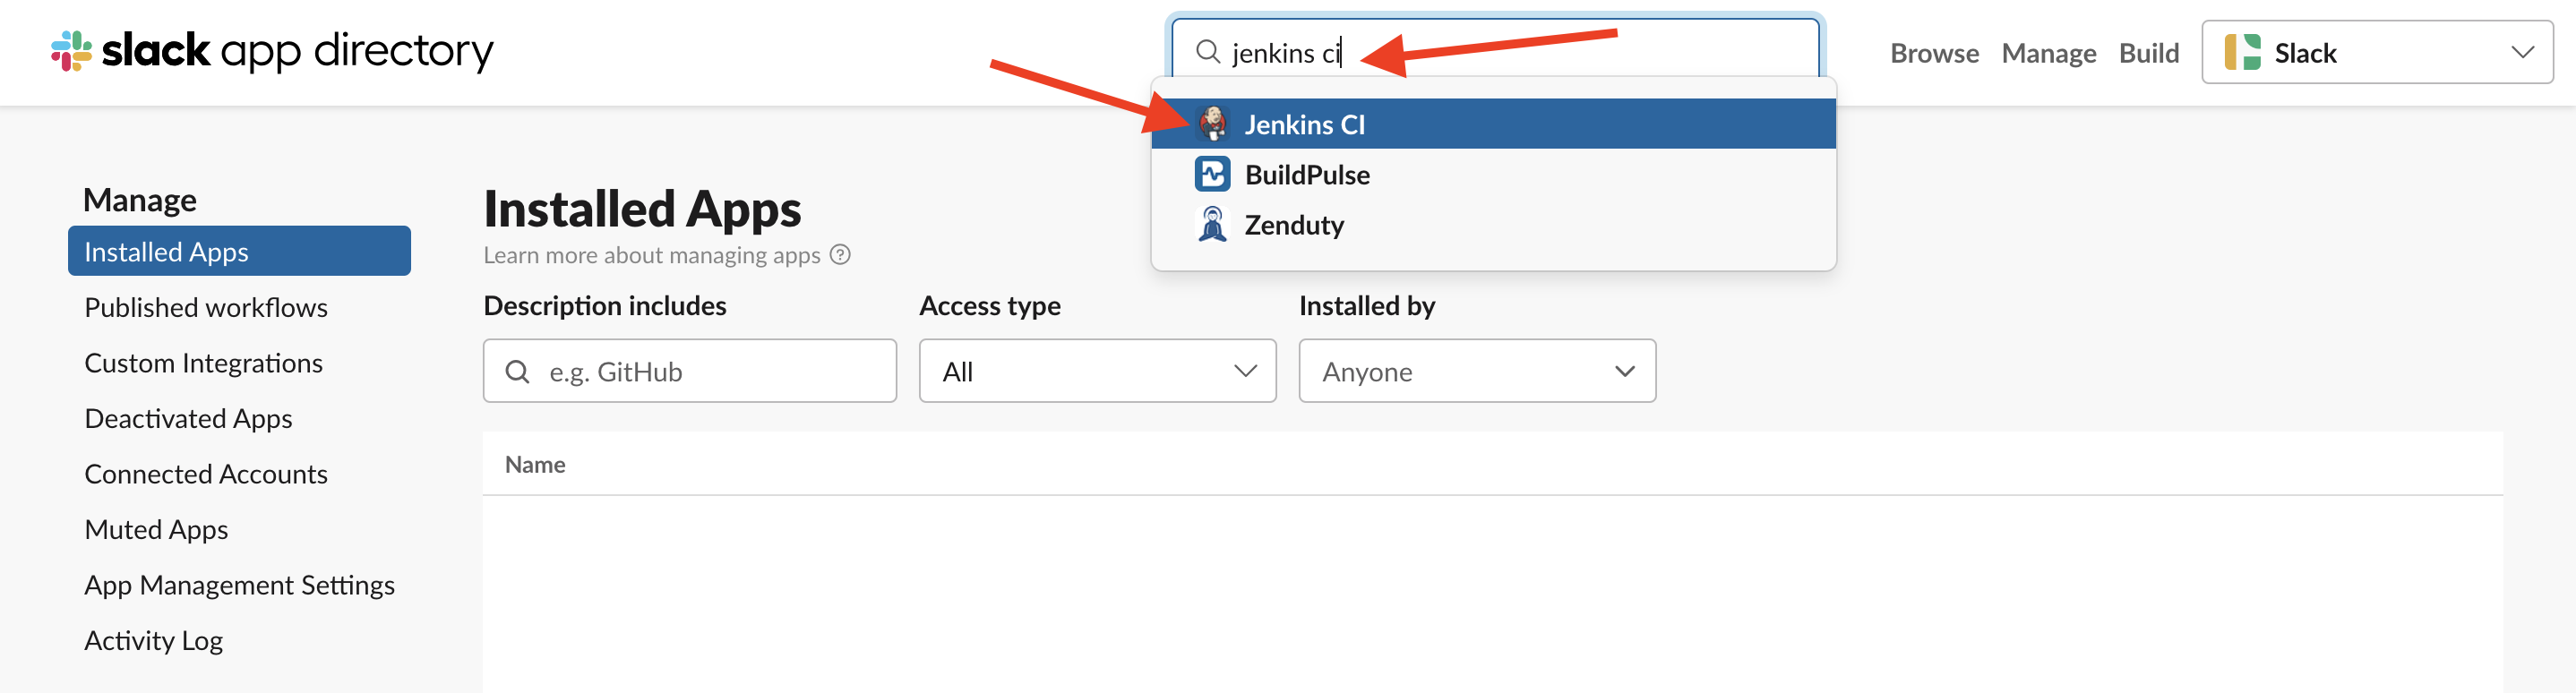 slack app directory
jenkins ci
Browse Manage Build Slack
Jenkins CI
BuildPulse
Zenduty
Manage
Installed Apps
Published workflows
Custom Integrations
Deactivated Apps
Connected Accounts
Muted Apps
App Management Settings
Activity Log
Installed Apps
Learn more about managing apps ?
Description includes
e.g. GitHub
Access type
All
Installed by
Anyone
Name